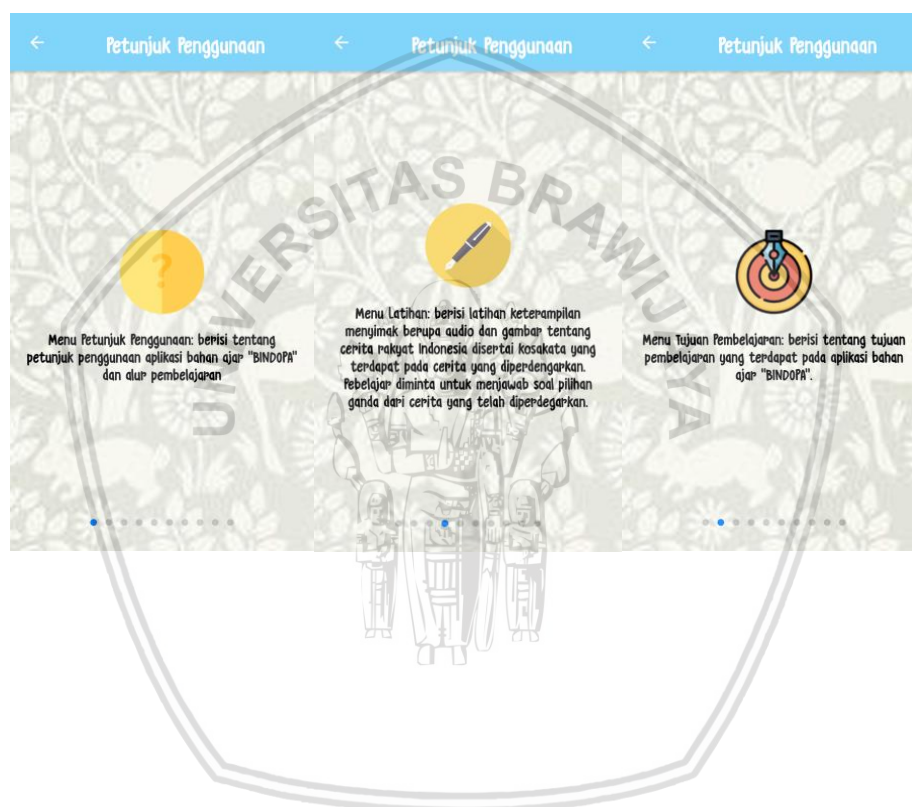 Petunjuk Penggunaan
Menu Petunjuk Penggunaan: berisi tentang
petunjuk penggunaan aplikasi bahan ajar "BINDOPA"
dan alur pembelajaran
Petunjuk Penggunaan
Menu Latihan: berisi latihan keterampilan
menyimak berupa audio dan gambar tentang
cerita rakyat Indonesia disertai kosakata yang
terdapat pada cerita yang diperdengarkan.
Pebelajar diminta untuk menjawab soal pilihan
ganda dari cerita yang telah diperdegarkan.
Petunjuk Penggunaan
Menu Tujuan Pembelajaran: berisi tentang tujuan
pembelajaran yang terdapat pada aplikasi bahan
ajar "BINDOPA".
UNIVERSITAS BRAWIJAYA
?